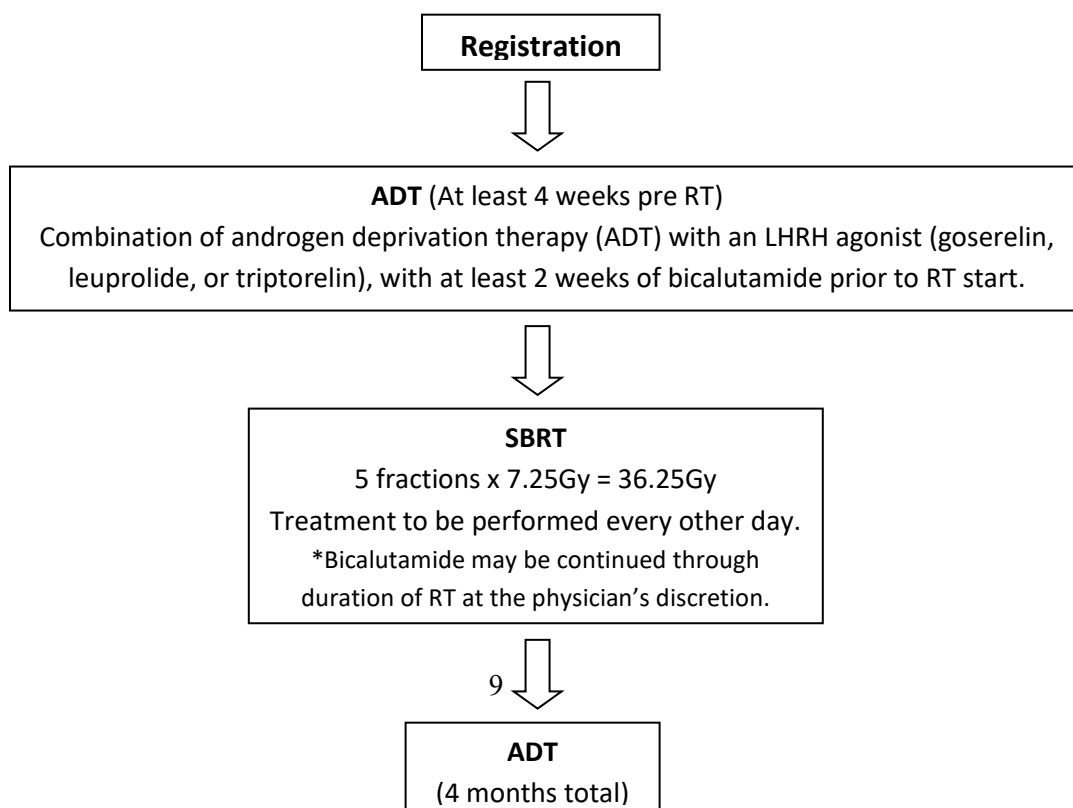 Registration
ADT (At least 4 weeks pre RT)
Combination of androgen deprivation therapy (ADT) with an LHRH agonist (goserelin,
leuprolide, or triptorelin), with at least 2 weeks of bicalutamide prior to RT start.
SBRT
5 fractions x 7.25Gy = 36.25Gy
Treatment to be performed every other day.
*Bicalutamide may be continued through
duration of RT at the physician’s discretion.
9
ADT
(4 months total)